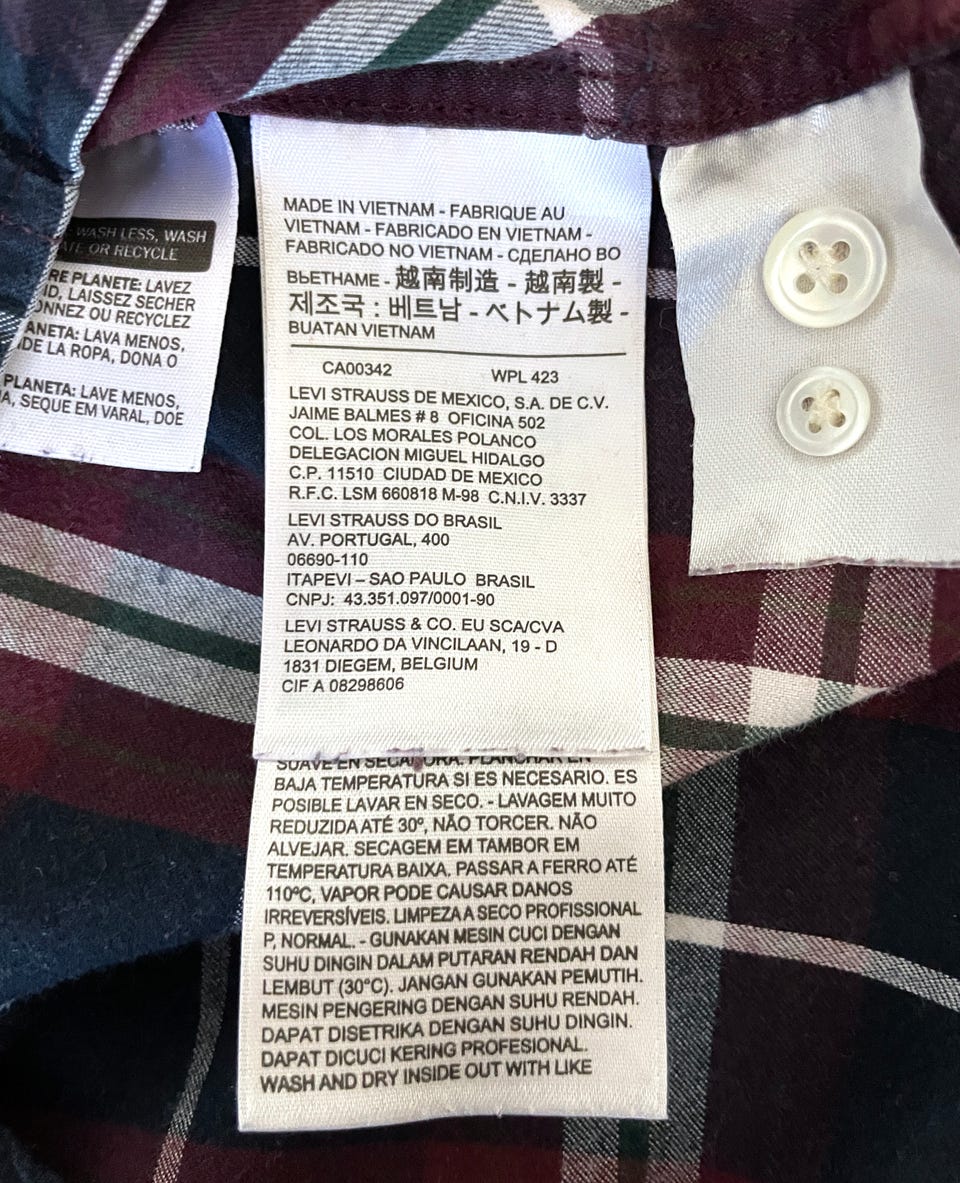 WASH LESS, WASH
OR RECYCLE
PLANETE: LAVEZ
LAISSEZ SECHER
OU RECYCLEZ
LAVA MENOS,
DE LA ROPA, DONA O
PLANETA: LAVE MENOS,
SEQUE EM VARAL, DOE
MADE IN VIETNAM - FABRIQUE AU
VIETNAM - FABRICADO EN VIETNAM -
FABRICADO NO VIETNAM - СДЕЛАНО ВО
ВЬЕТНАМЕ - 越南制造 - 越南製 -
제조국 : 베트남 - ベトナム製 -
BUATAN VIETNAM
CA00342 WPL 423
LEVI STRAUSS DE MEXICO, S.A. DE C.V.
JAIME BALMES # 8 OFICINA 502
COL. LOS MORALES POLANCO
DELEGACION MIGUEL HIDALGO
C.P. 11510 CIUDAD DE MEXICO
R.F.C. LSM 660818 M-98 C.N.I.V. 3337
LEVI STRAUSS DO BRASIL
AV. PORTUGAL, 400
06690-110
ITAPEVI – SAO PAULO BRASIL
CNPJ: 43.351.097/0001-90
LEVI STRAUSS & CO. EU SCA/CVA
LEONARDO DA VINCILAAN, 19 - D
1831 DIEGEM, BELGIUM
CIF A 08298606
SUAVE EN SECADORA. PLANCHAR EN
BAJA TEMPERATURA SI ES NECESARIO. ES
POSIBLE LAVAR EN SECO. - LAVAGEM MUITO
REDUZIDA ATÉ 30º, NÃO TORCER. NÃO
ALVEJAR. SECAGEM EM TAMBOR EM
TEMPERATURA BAIXA. PASSAR A FERRO ATÉ
110ºC, VAPOR PODE CAUSAR DANOS
IRREVERSÍVEIS. LIMPEZA A SECO PROFISSIONAL
P, NORMAL. - GUNAKAN MESIN CUCI DENGAN
SUHU DINGIN DALAM PUTARAN RENDAH DAN
LEMBUT (30°C). JANGAN GUNAKAN PEMUTIH.
MESIN PENGERING DENGAN SUHU RENDAH.
DAPAT DISETRIKA DENGAN SUHU DINGIN.
DAPAT DICUCI KERING PROFESIONAL.
WASH AND DRY INSIDE OUT WITH LIKE